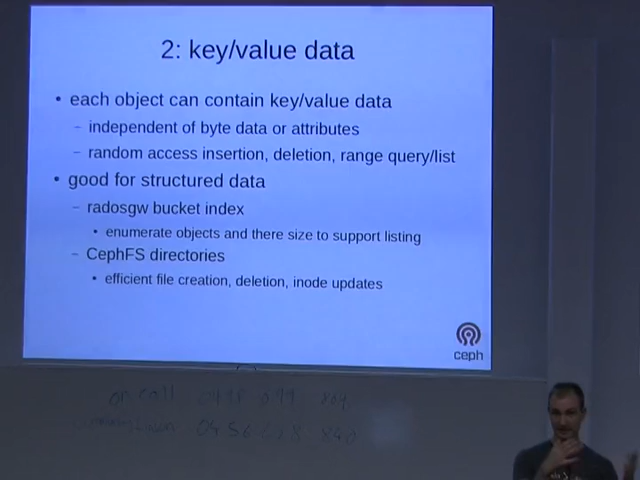 2: key/value data
• each object can contain key/value data
– independent of byte data or attributes
– random access insertion, deletion, range query/list
• good for structured data
– radosgw bucket index
• enumerate objects and there size to support listing
– CephFS directories
• efficient file creation, deletion, inode updates
ceph
or call